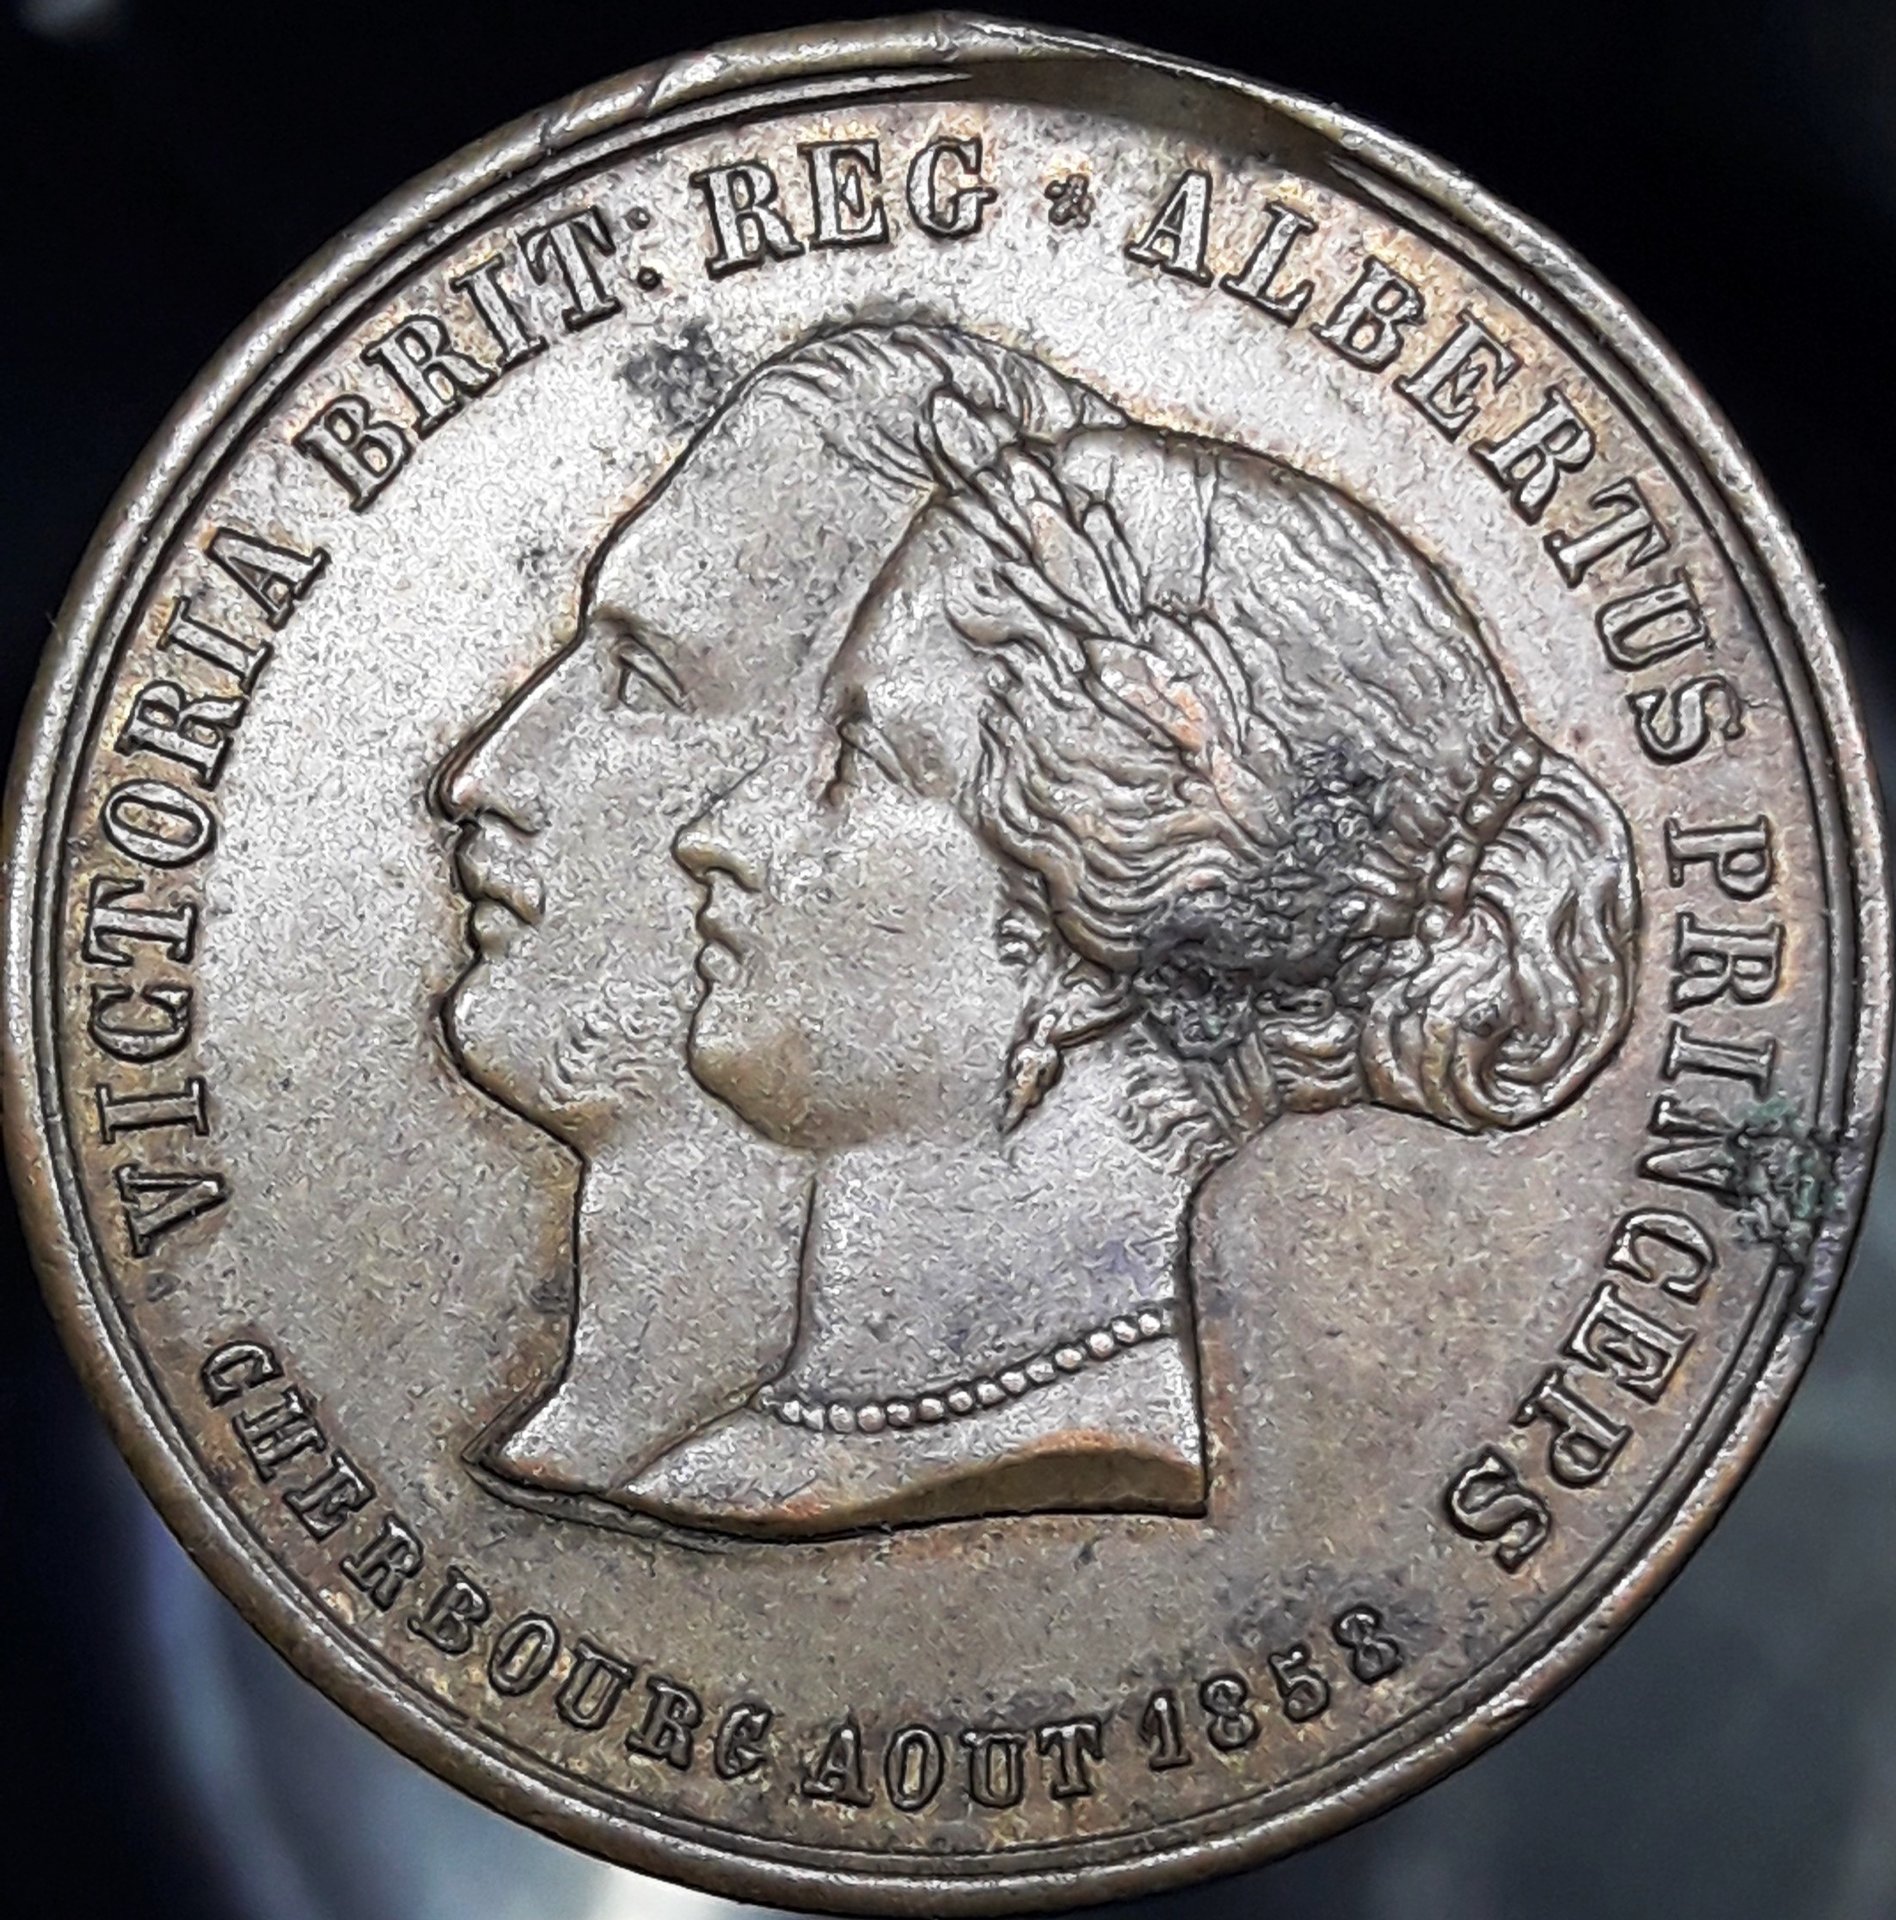 VICTORIA BRIT: REG * ALBERTUS PRINCEPS
CHERBOURG AOUT 1858